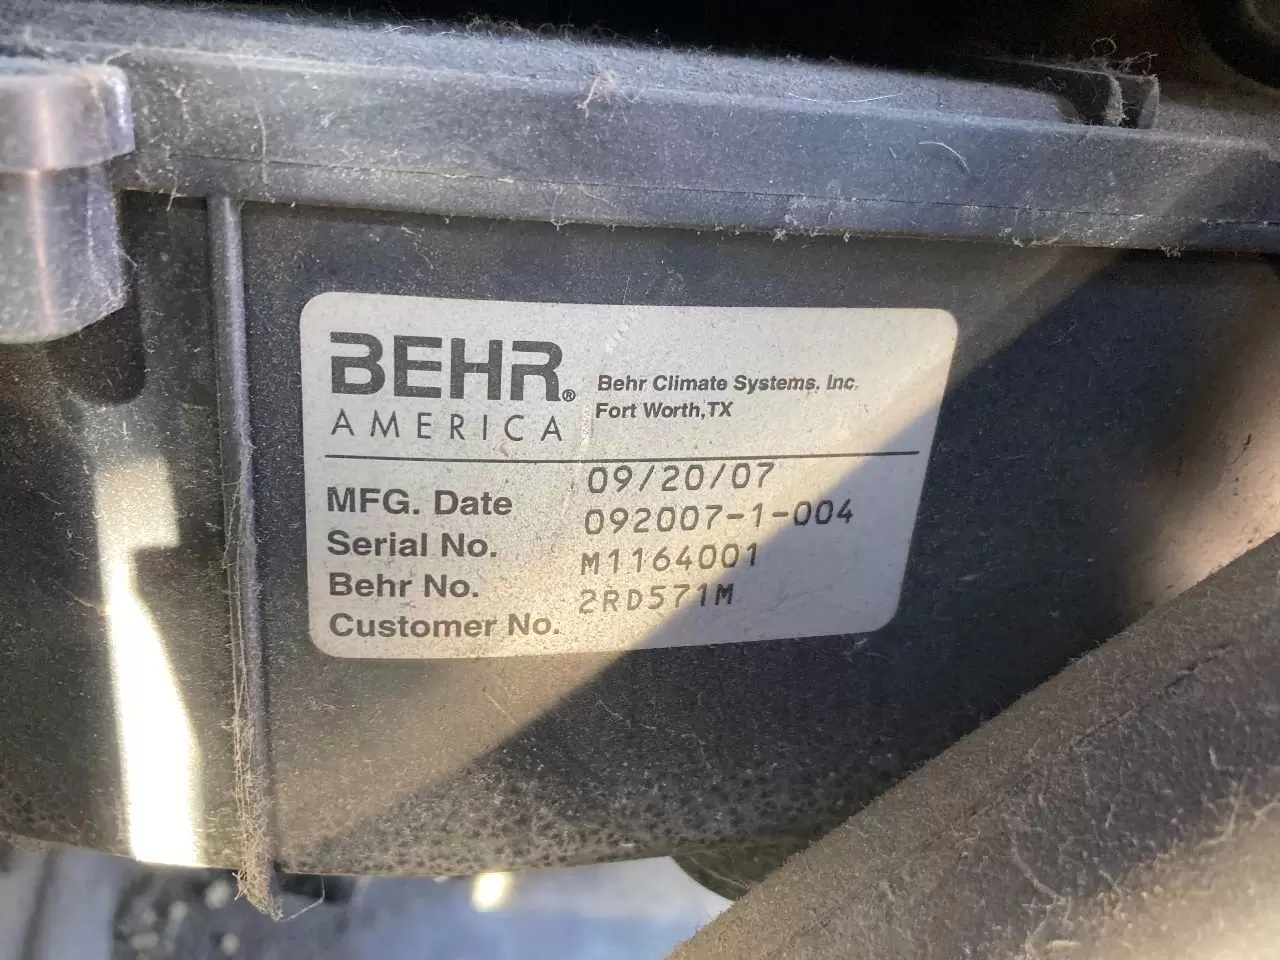 BEHR®
AMERICA
Behr Climate Systems, Inc.
Fort Worth, TX
MFG. Date 09/20/07
Serial No. 092007-1-004
Behr No. M1164001
Customer No. 2RD571M